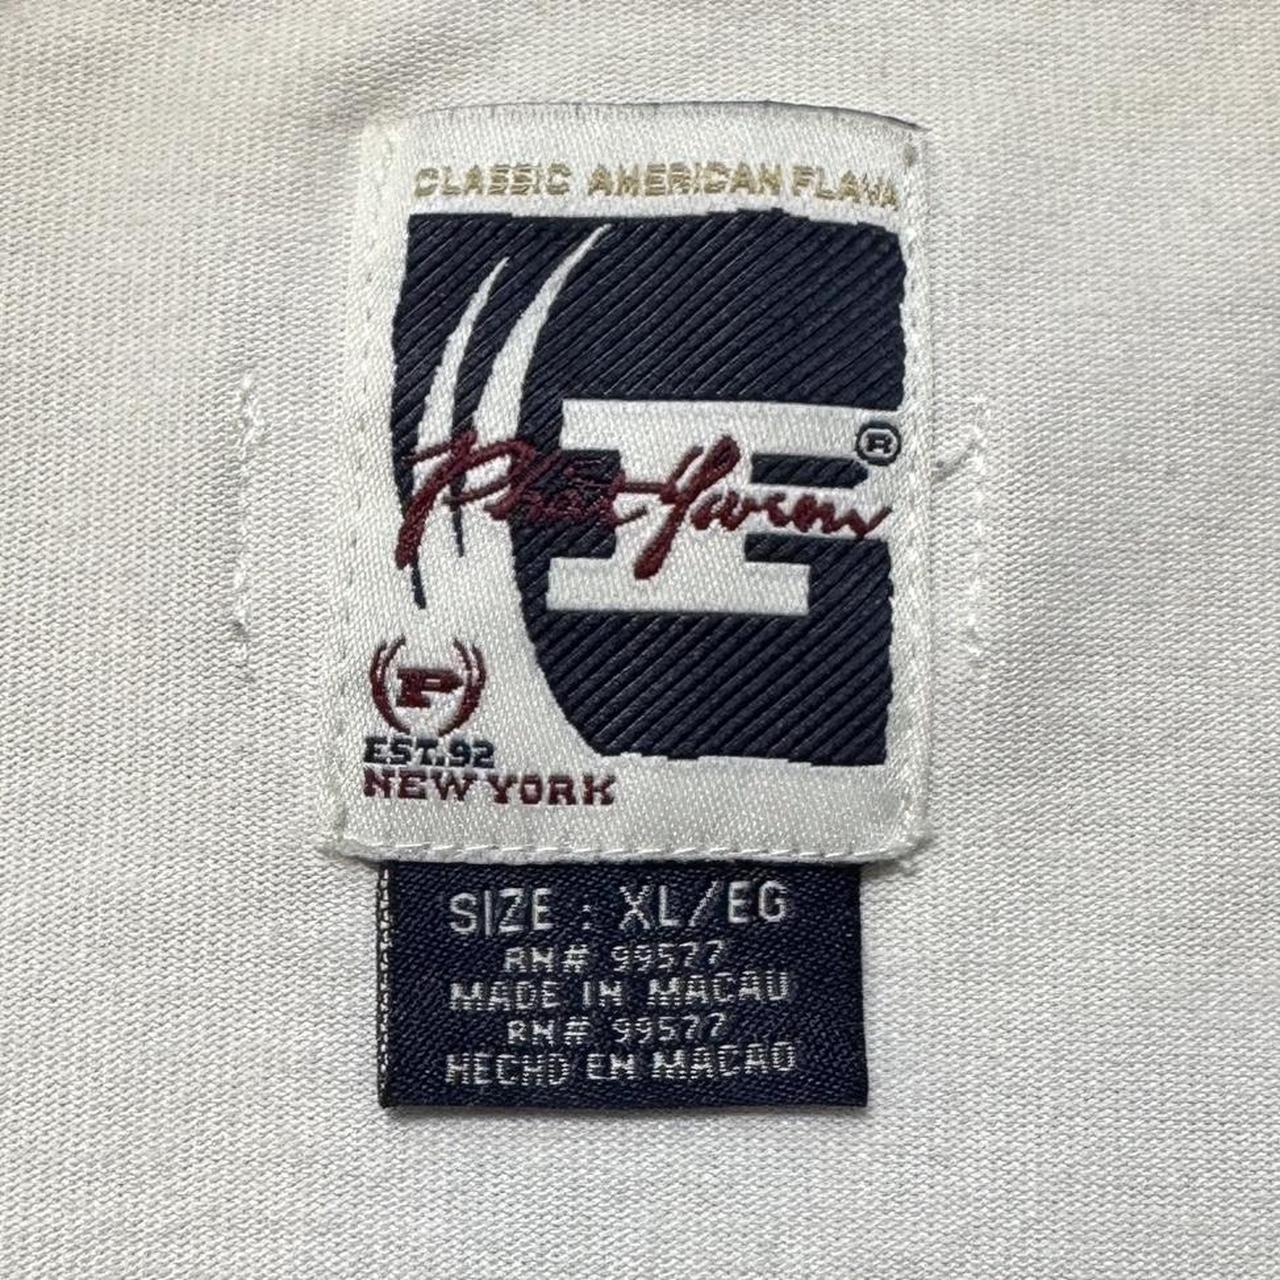 CLASSIC AMERICAN FLAVA
Phat Farm
®
P
EST.92
NEW YORK
SIZE : XL/EG
RN# 99577
MADE IN MACAU
RN# 99577
HECHO EN MACAO